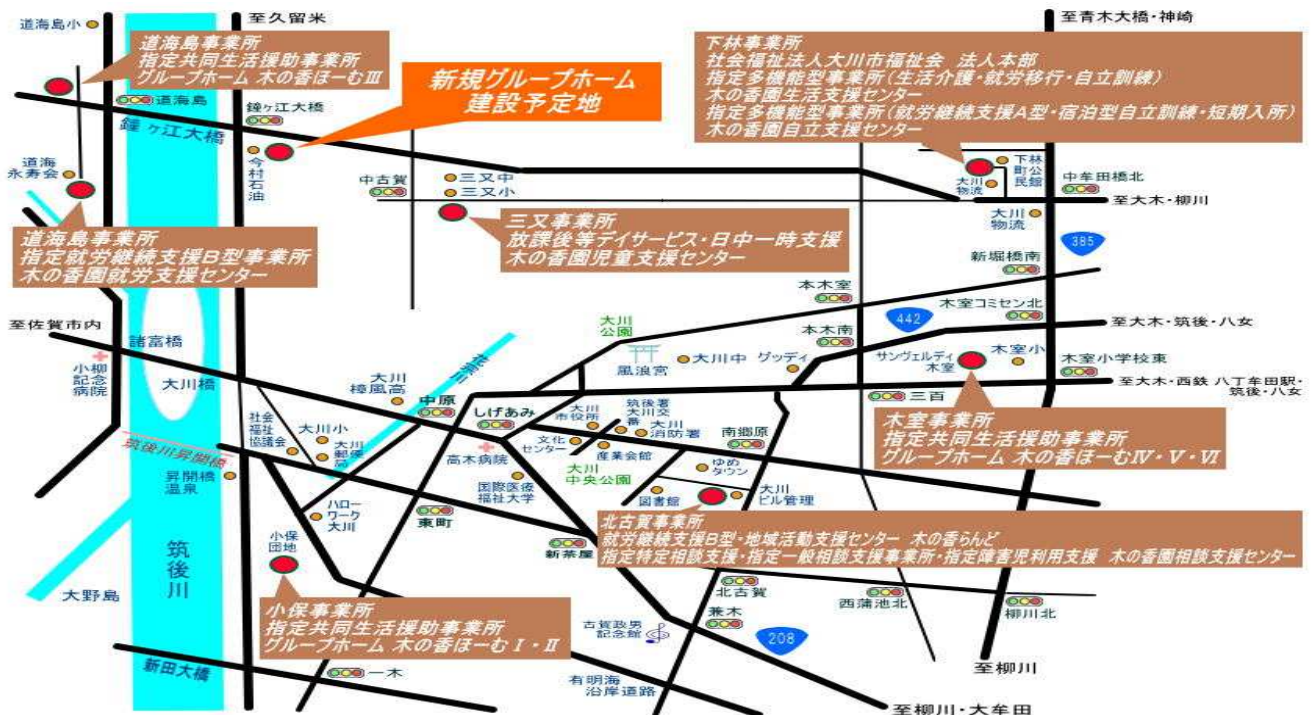 道海島小
至久留米
至青木大橋・神崎
道海島事業所
指定共同生活援助事業所
グループホーム 木の香ほーむⅢ
新規グループホーム
建設予定地
下林事業所
社会福祉法人大川市福祉会 法人本部
指定多機能型事業所(生活介護・就労移行・自立訓練)
木の香園生活支援センター
指定多機能型事業所(就労継続支援A型・宿泊型自立訓練・短期入所)
木の香園自立支援センター
道海島
鐘ヶ江大橋
鐘ヶ江大橋
今村石油
道海
永寿会
中古賀
三又中
三又小
下林
町公
民館
大川
物流
中牟田橋北
至大木・柳川
大川
物流
385
道海島事業所
指定就労継続支援B型事業所
木の香園就労支援センター
三又事業所
放課後等デイサービス・日中一時支援
木の香園児童支援センター
新堀橋南
本木室
木室コミセン北
442
至佐賀市内
諸富橋
大川
公園
本木南
至大木・筑後・八女
小柳
記念
病院
大川橋
花宗川
風浪宮
大川中
グッディ
サンヴェルディ
木室
木室小
木室小学校東
大川
樟風高
中原
しげあみ
三百
至大木・西鉄 八丁牟田駅・
筑後・八女
社会
福祉
協議会
大川小
大川
郵便
局
大川
市役所
筑後署
大川交
番
大川
消防署
南郷原
木室事業所
指定共同生活援助事業所
グループホーム 木の香ほーむⅣ・Ⅴ・Ⅵ
筑後川昇開橋
昇開橋
温泉
高木病院
文化
センター
産業会館
大川
中央公園
ゆめ
タウン
国際医療
福祉大学
図書館
大川
ビル管理
ハロー
ワーク
大川
東町
新茶屋
北古賀事業所
就労継続支援B型・地域活動支援センター 木の香らんど
指定特定相談支援・指定一般相談支援事業所・指定障害児利用支援 木の香園相談支援センター
筑後川
小保
団地
大野島
北古賀
西蒲池北
柳川北
小保事業所
指定共同生活援助事業所
グループホーム 木の香ほーむⅠ・Ⅱ
古賀政男
記念館
兼木
208
至柳川
新田大橋
一木
有明海
沿岸道路
至柳川・大牟田